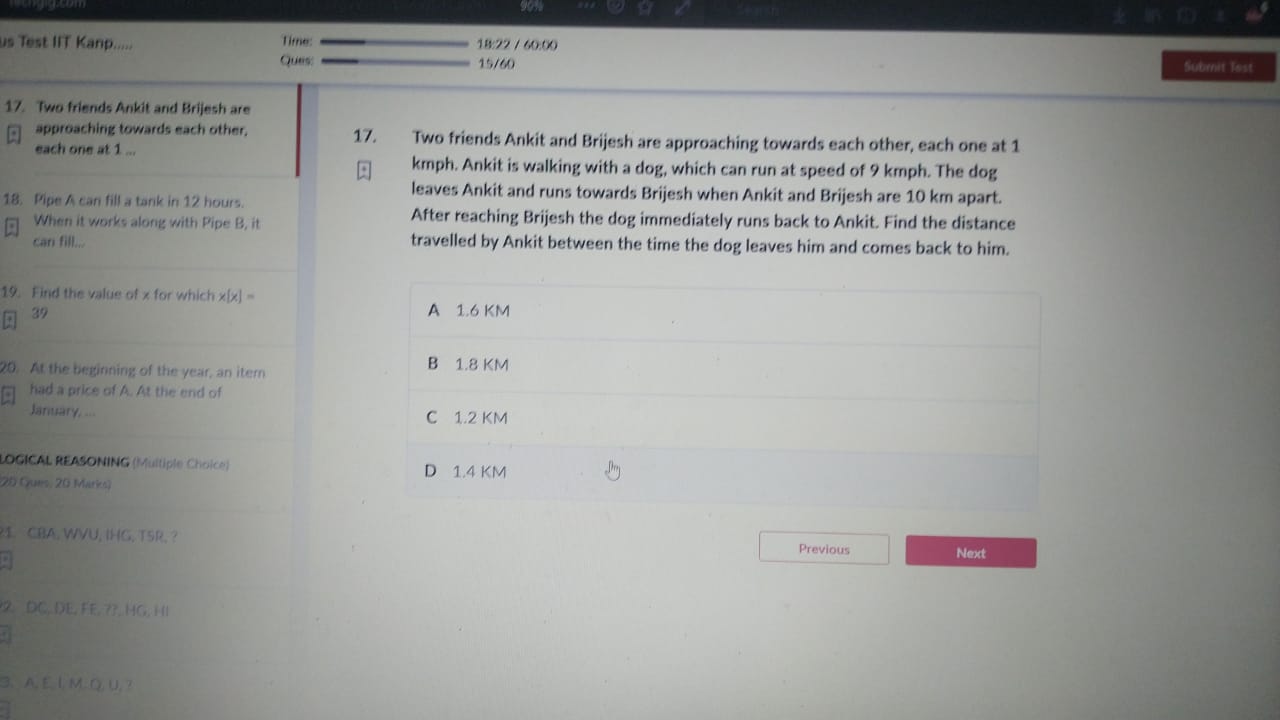 techgig.com
90%
Search
us Test IIT Kanp.....
Time:
18:22 / 60:00
Ques:
15/60
Submit Test
17. Two friends Ankit and Brijesh are
approaching towards each other,
each one at 1 ...
18. Pipe A can fill a tank in 12 hours.
When it works along with Pipe B, it
can fill...
19. Find the value of x for which x[x] =
39
20. At the beginning of the year, an item
had a price of A. At the end of
January, ...
LOGICAL REASONING (Multiple Choice)
(20 Ques, 20 Marks)
21. CBA, WVU, IHG, TSR, ?
22. DC, DE, FE, ??, HG, HI
3. A, E, I, M, Q, U, ?
17. Two friends Ankit and Brijesh are approaching towards each other, each one at 1
kmph. Ankit is walking with a dog, which can run at speed of 9 kmph. The dog
leaves Ankit and runs towards Brijesh when Ankit and Brijesh are 10 km apart.
After reaching Brijesh the dog immediately runs back to Ankit. Find the distance
travelled by Ankit between the time the dog leaves him and comes back to him.
A 1.6 KM
B 1.8 KM
C 1.2 KM
D 1.4 KM
Previous
Next